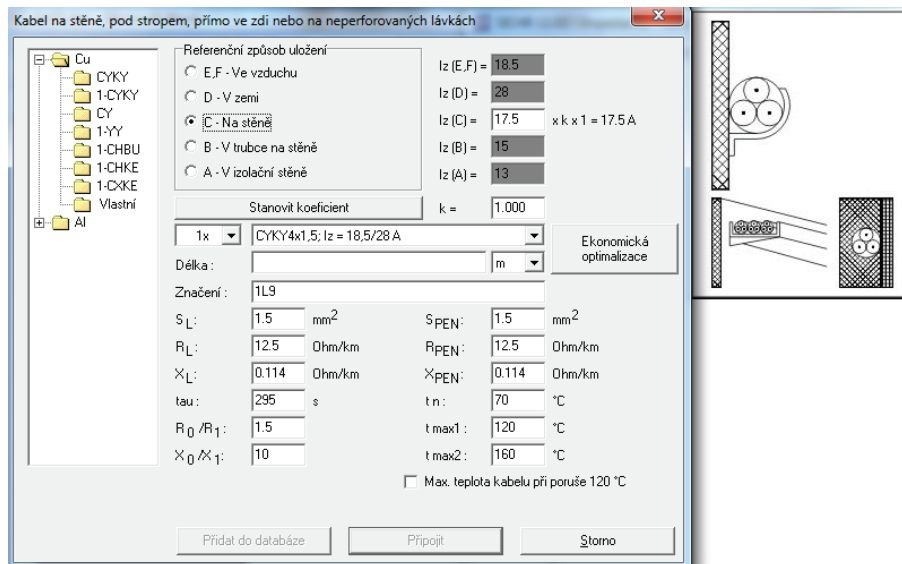 Kabel na stěně, pod stropem, přímo ve zdi nebo na neperforovaných lávkách
Cu
CYKY
1-CYKY
CY
1-YY
1-CHBU
1-CHKE
1-CXKE
Vlastní
Al
Referenční způsob uložení
E,F - Ve vzduchu
D - V zemi
C - Na stěně
B - V trubce na stěně
A - V izolační stěně
Iz (E,F) = 18.5
Iz (D) = 28
Iz (C) = 17.5 x k x 1 = 17.5 A
Iz (B) = 15
Iz (A) = 13
Stanovit koeficient k = 1.000
1x CYKY4x1,5; Iz = 18,5/28 A
Ekonomická
optimalizace
Délka : m
Značení : 1L9
SL: 1.5 mm2 SPEN: 1.5 mm2
RL: 12.5 Ohm/km RPEN: 12.5 Ohm/km
XL: 0.114 Ohm/km XPEN: 0.114 Ohm/km
tau: 295 s t n : 70 °C
R0/R1: 1.5 t max1 : 120 °C
X0/X1: 10 t max2 : 160 °C
Max. teplota kabelu při poruše 120 °C
Přidat do databáze Připojit Storno